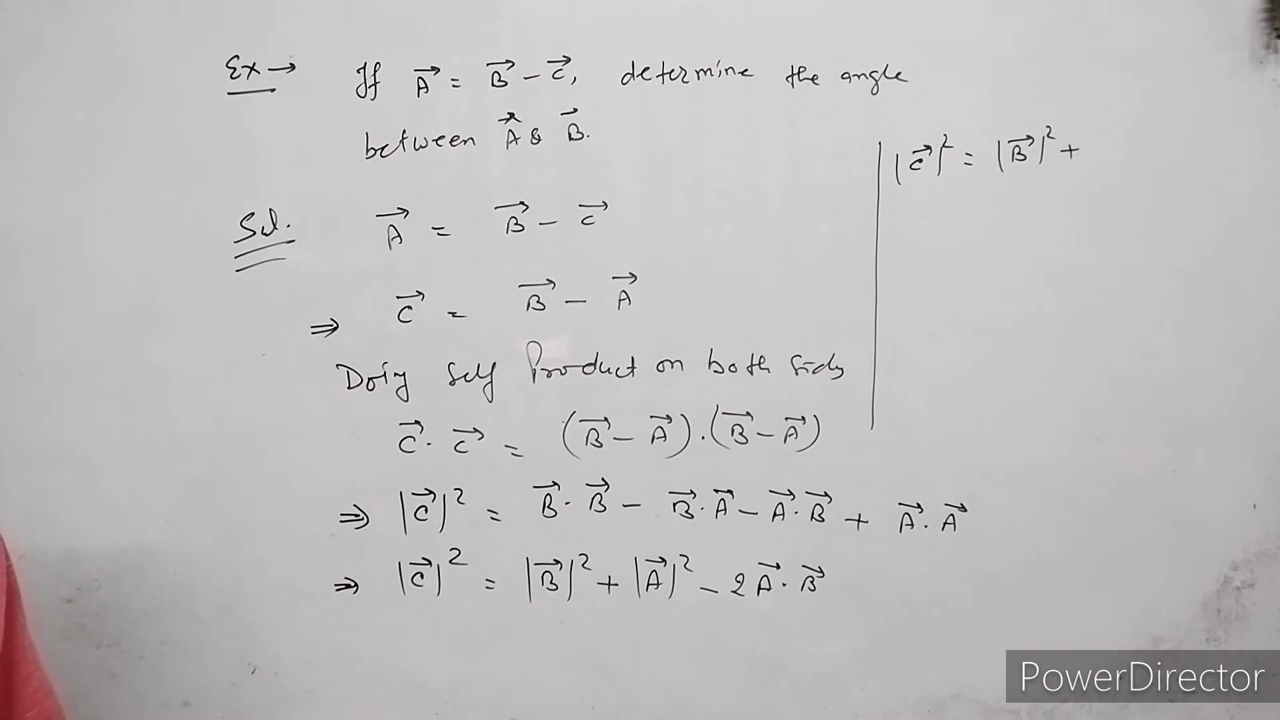 Ex → If A⃗ = B⃗ − C⃗, determine the angle
between A⃗ & B⃗.
Sol. A⃗ = B⃗ − C⃗
⇒ C⃗ = B⃗ − A⃗
Doing self Product on both sides
C⃗ · C⃗ = (B⃗ − A⃗) · (B⃗ − A⃗)
⇒ |C⃗|² = B⃗ · B⃗ − B⃗ · A⃗ − A⃗ · B⃗ + A⃗ · A⃗
⇒ |C⃗|² = |B⃗|² + |A⃗|² − 2 A⃗ · B⃗
|C⃗|² = |B⃗|² +
PowerDirector